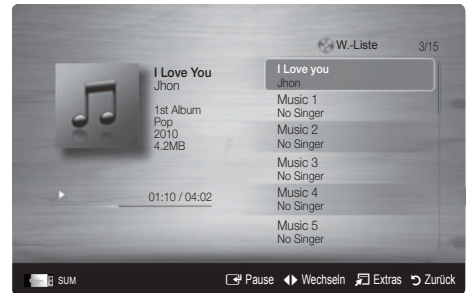 W.-Liste 3/15
I Love You
Jhon
1st Album
Pop
2010
4.2MB
01:10 / 04:02
I Love you
Jhon
Music 1
No Singer
Music 2
No Singer
Music 3
No Singer
Music 4
No Singer
Music 5
No Singer
SUM Pause Wechseln Extras Zurück